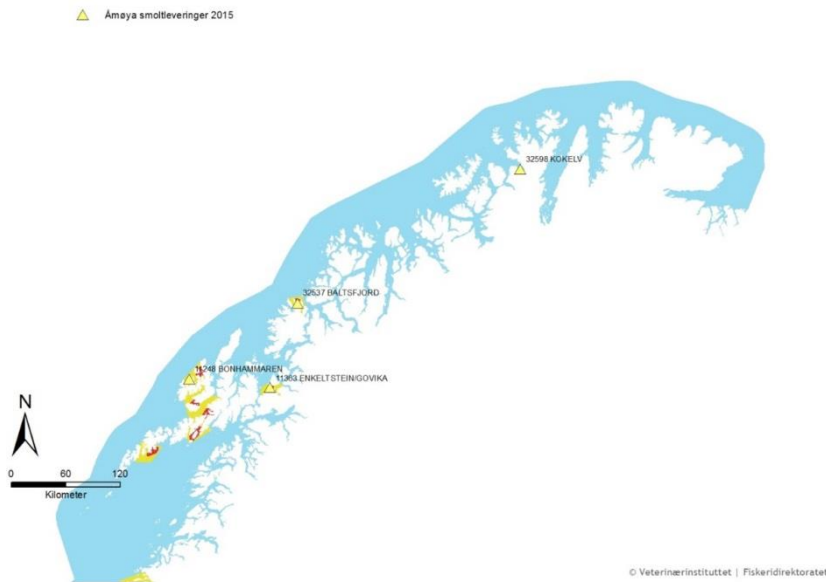 Åmøya smoltleveringer 2015
32598 KOKELV
32537 BALTSFJORD
11248 BONHAMMAREN
11363 ENKELTSTEIN/GOVIKA
N
0 60 120
Kilometer
© Veterinærinstituttet | Fiskeridirektoratet